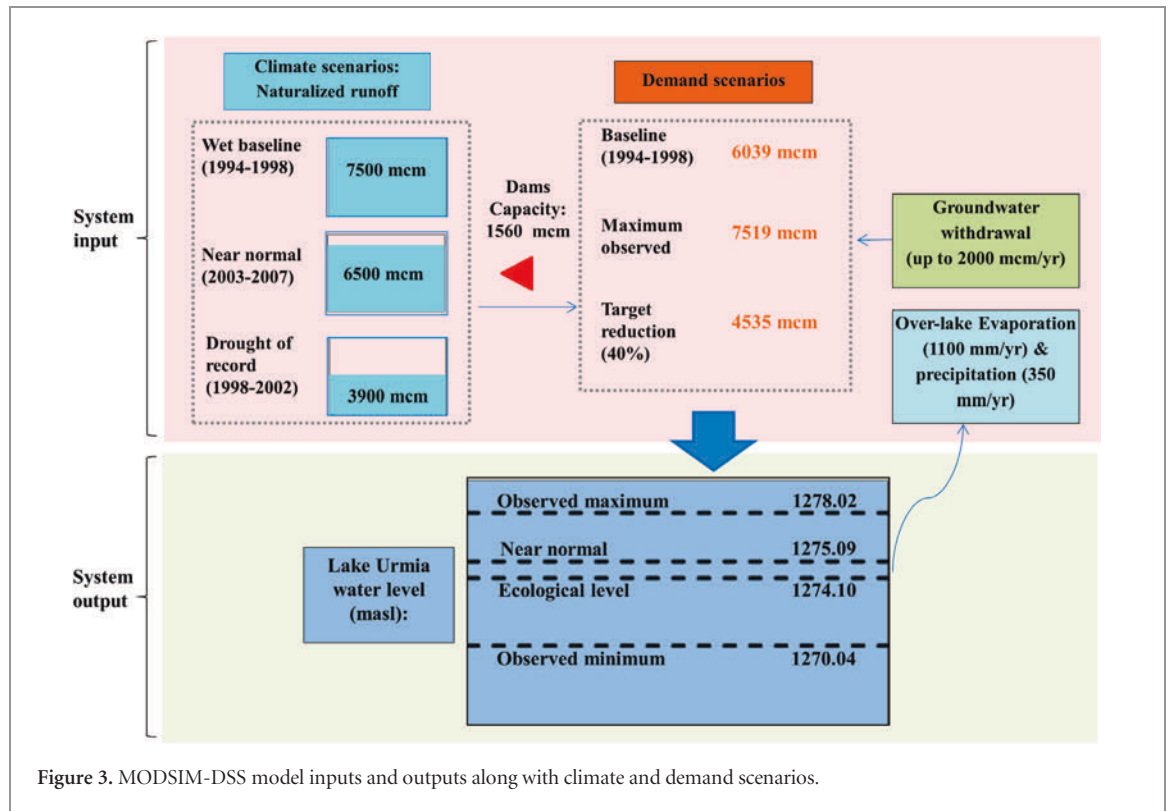 Climate scenarios:
Naturalized runoff
Demand scenarios
System
input
Wet baseline
(1994-1998)
7500 mcm
Near normal
(2003-2007)
6500 mcm
Drought of
record
(1998-2002)
3900 mcm
Dams
Capacity:
1560 mcm
Baseline
(1994-1998)
6039 mcm
Maximum
observed
7519 mcm
Target
reduction
(40%)
4535 mcm
Groundwater
withdrawal
(up to 2000 mcm/yr)
Over-lake Evaporation
(1100 mm/yr) &
precipitation (350
mm/yr)
System
output
Lake Urmia
water level
(masl):
Observed maximum 1278.02
Near normal 1275.09
Ecological level 1274.10
Observed minimum 1270.04
Figure 3. MODSIM-DSS model inputs and outputs along with climate and demand scenarios.